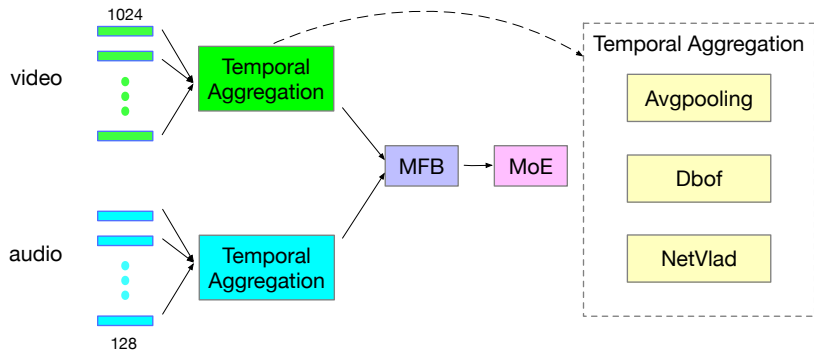 1024
video
Temporal
Aggregation
audio
Temporal
Aggregation
128
MFB
MoE
Temporal Aggregation
Avgpooling
Dbof
NetVlad